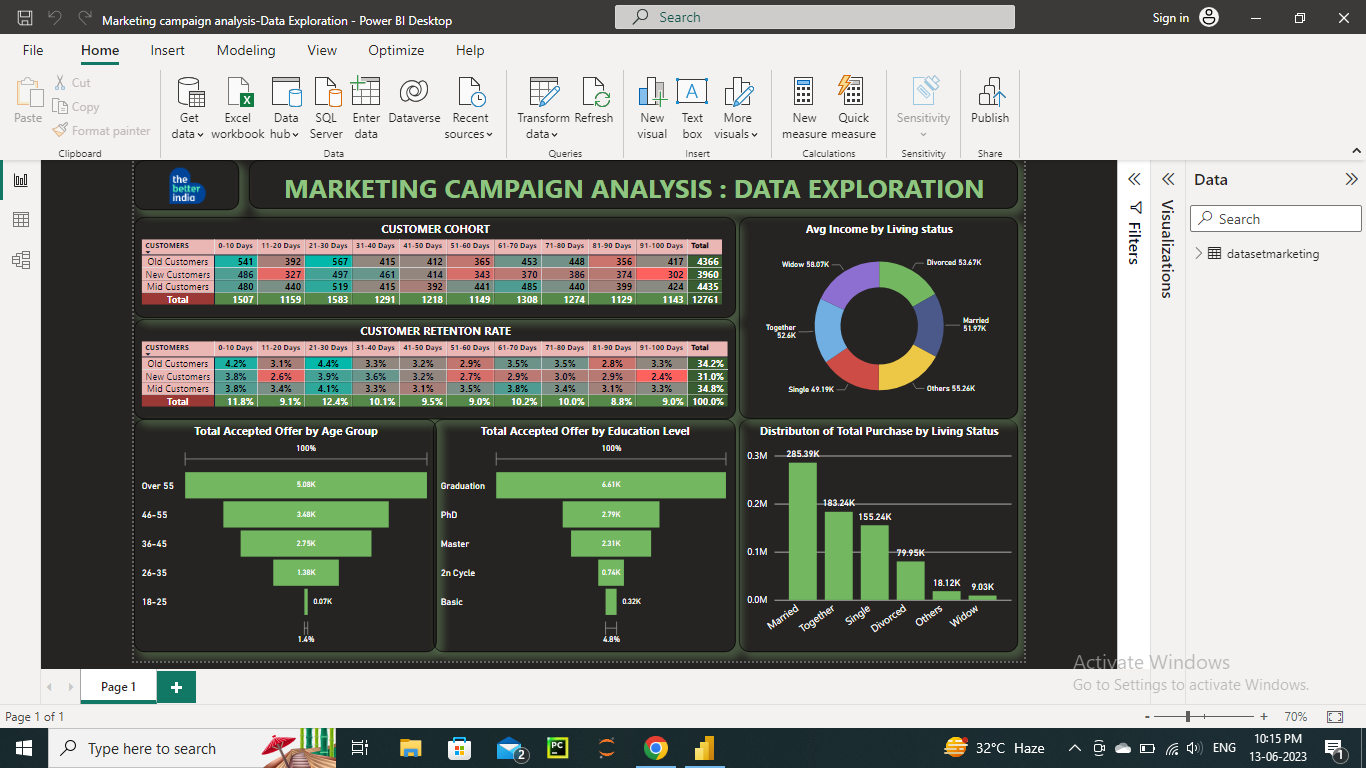 Marketing campaign analysis-Data Exploration - Power BI Desktop
Search
Sign in
File Home Insert Modeling View Optimize Help
Paste
Cut
Copy
Format painter
Clipboard
Get data
Excel workbook
Data hub
SQL Server
Enter data
Dataverse
Recent sources
Data
Transform data
Refresh
Queries
New visual
Text box
More visuals
Insert
New measure
Quick measure
Calculations
Sensitivity
Sensitivity
Publish
Share
the
better
india
MARKETING CAMPAIGN ANALYSIS : DATA EXPLORATION
CUSTOMER COHORT
CUSTOMERS 0-10 Days 11-20 Days 21-30 Days 31-40 Days 41-50 Days 51-60 Days 61-70 Days 71-80 Days 81-90 Days 91-100 Days Total
Old Customers 541 392 567 415 412 365 453 448 356 417 4366
New Customers 486 327 497 461 414 343 370 386 374 302 3960
Mid Customers 480 440 519 415 392 441 485 440 399 424 4435
Total 1507 1159 1583 1291 1218 1149 1308 1274 1129 1143 12761
CUSTOMER RETENTON RATE
CUSTOMERS 0-10 Days 11-20 Days 21-30 Days 31-40 Days 41-50 Days 51-60 Days 61-70 Days 71-80 Days 81-90 Days 91-100 Days Total
Old Customers 4.2% 3.1% 4.4% 3.3% 3.2% 2.9% 3.5% 3.5% 2.8% 3.3% 34.2%
New Customers 3.8% 2.6% 3.9% 3.6% 3.2% 2.7% 2.9% 3.0% 2.9% 2.4% 31.0%
Mid Customers 3.8% 3.4% 4.1% 3.3% 3.1% 3.5% 3.8% 3.4% 3.1% 3.3% 34.8%
Total 11.8% 9.1% 12.4% 10.1% 9.5% 9.0% 10.2% 10.0% 8.8% 9.0% 100.0%
Avg Income by Living status
Widow 58.07K
Divorced 53.67K
Together
52.6K
Married
51.97K
Single 49.19K
Others 55.26K
Total Accepted Offer by Age Group
100%
Over 55 5.08K
46-55 3.48K
36-45 2.75K
26-35 1.38K
18-25 0.07K
1.4%
Total Accepted Offer by Education Level
100%
Graduation 6.61K
PhD 2.79K
Master 2.31K
2n Cycle 0.74K
Basic 0.32K
4.8%
Distributon of Total Purchase by Living Status
0.3M
0.2M
0.1M
0.0M
285.39K
183.24K
155.24K
79.95K
18.12K
9.03K
Married
Together
Single
Divorced
Others
Widow
Filters
Visualizations
Data
Search
datasetmarketing
Activate Windows
Go to Settings to activate Windows.
Page 1
+
Page 1 of 1
- + 70%
Type here to search
2
PC
32°C Haze
ENG
10:15 PM
13-06-2023
1